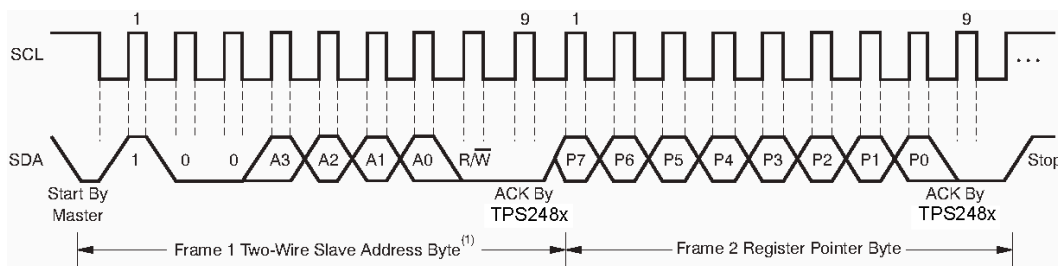 1 9 1 9
SCL ...
SDA 1 0 0 A3 A2 A1 A0 R/W̅ P7 P6 P5 P4 P3 P2 P1 P0 Stop
Start By ACK By ACK By
Master TPS248x TPS248x
Frame 1 Two-Wire Slave Address Byte(1) Frame 2 Register Pointer Byte